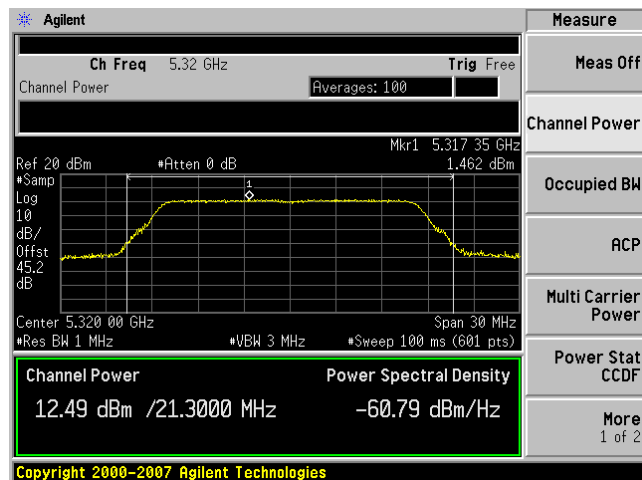 Agilent
Measure
Ch Freq 5.32 GHz Trig Free
Channel Power Averages: 100
Mkr1 5.317 35 GHz
Ref 20 dBm #Atten 0 dB 1.462 dBm
#Samp
Log
10
dB/
Offst
45.2
dB
1
Center 5.320 00 GHz Span 30 MHz
#Res BW 1 MHz #VBW 3 MHz #Sweep 100 ms (601 pts)
Channel Power Power Spectral Density
12.49 dBm /21.3000 MHz -60.79 dBm/Hz
Meas Off
Channel Power
Occupied BW
ACP
Multi Carrier
Power
Power Stat
CCDF
More
1 of 2
Copyright 2000-2007 Agilent Technologies